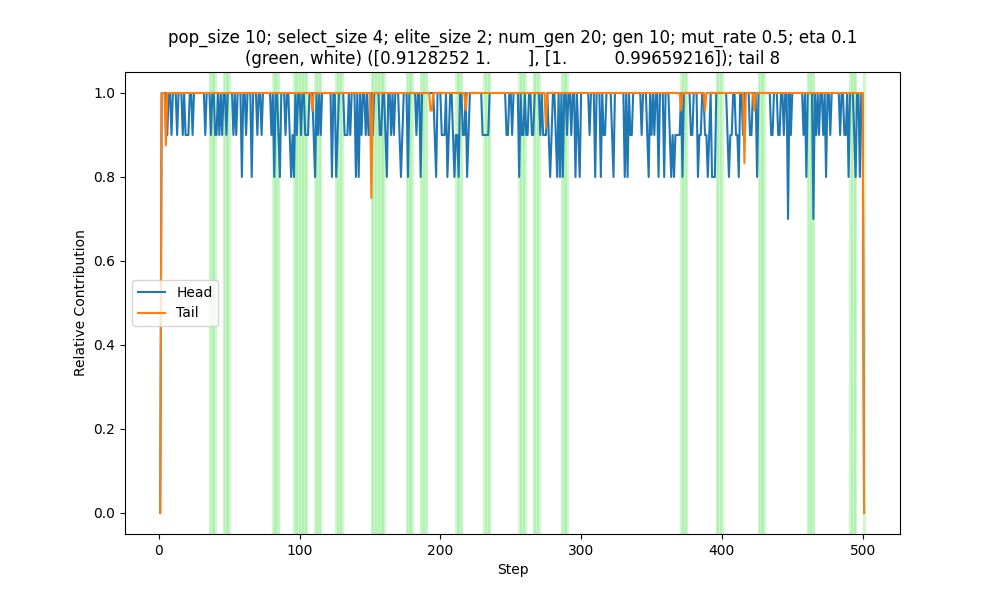 pop_size 10; select_size 4; elite_size 2; num_gen 20; gen 10; mut_rate 0.5; eta 0.1
(green, white) ([0.9128252 1.        ], [1.         0.99659216]); tail 8
1.0
0.8
0.6
0.4
0.2
0.0
Relative Contribution
Head
Tail
0 100 200 300 400 500
Step